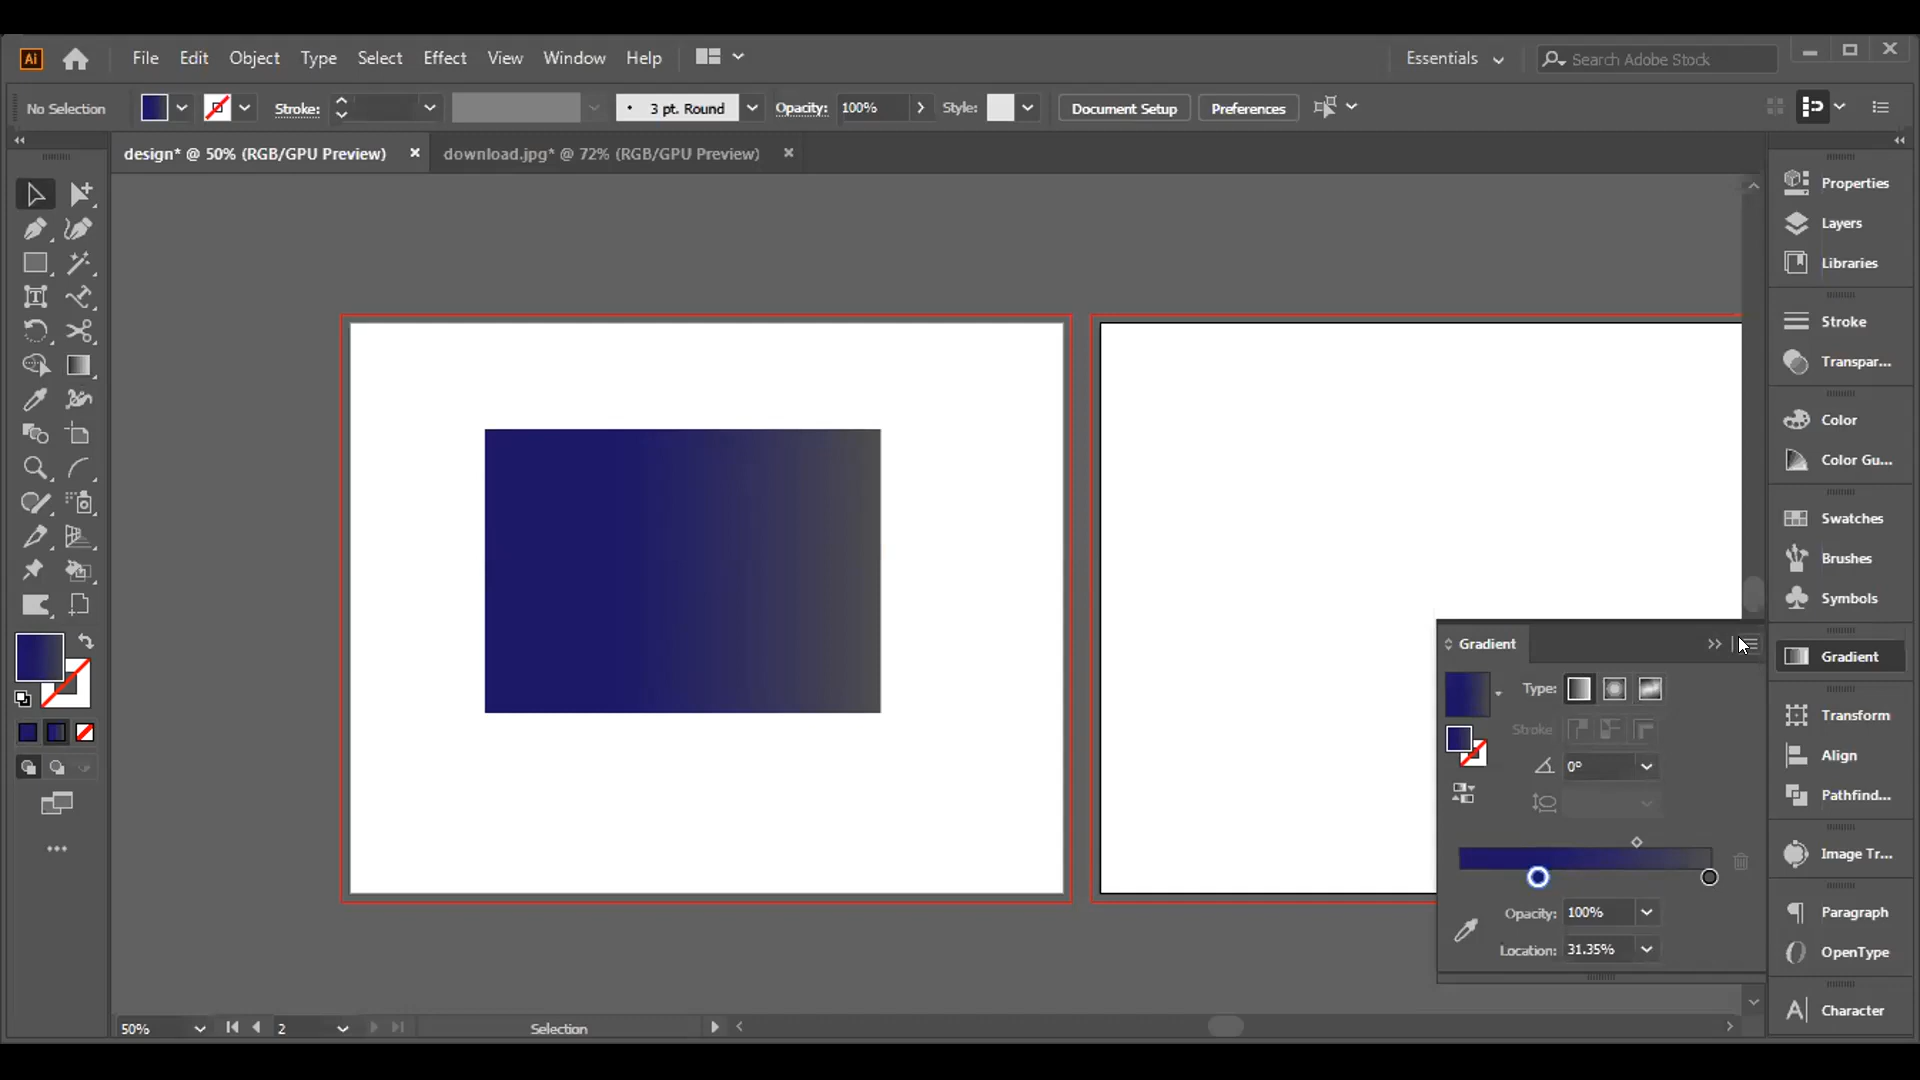 Ai File Edit Object Type Select Effect View Window Help Essentials Search Adobe Stock
No Selection Stroke: 3 pt. Round Opacity: 100% Style: Document Setup Preferences
design* @ 50% (RGB/GPU Preview) × download.jpg* @ 72% (RGB/GPU Preview) ×
Properties
Layers
Libraries
Stroke
Transpar...
Color
Color Gu...
Swatches
Brushes
Symbols
Gradient
Transform
Align
Pathfind...
Image Tr...
Paragraph
OpenType
Character
Gradient
Type:
Stroke
0°
Opacity: 100%
Location: 31.35%
50% 2 Selection